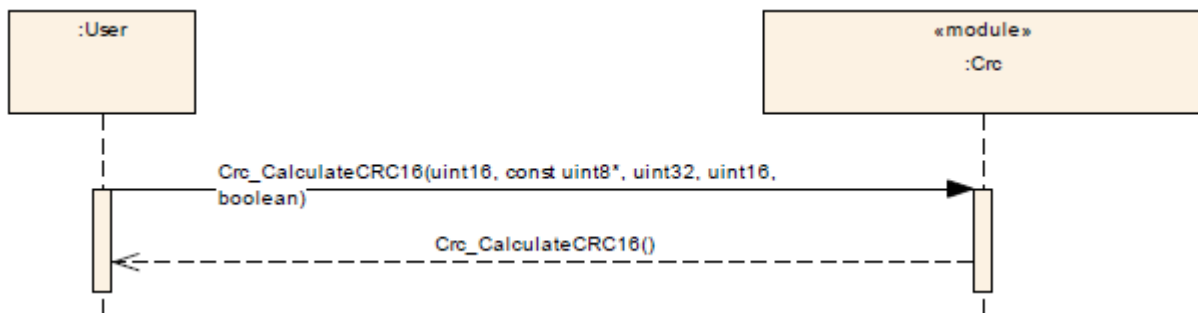 :User
«module»
:Crc
Crc_CalculateCRC16(uint16, const uint8*, uint32, uint16,
boolean)
Crc_CalculateCRC16()